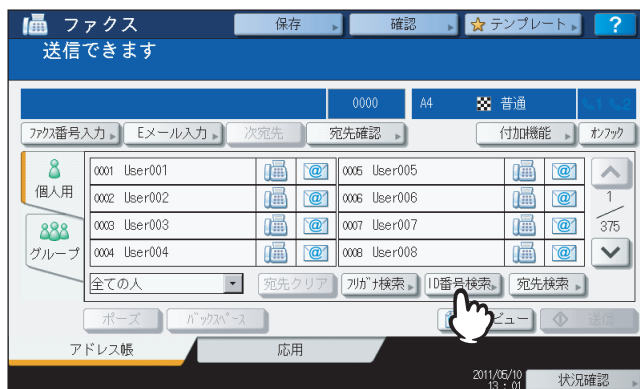 ファクス 保存 確認 テンプレート ?
送信できます
0000 A4 普通 1 2
ファクス番号入力 Eメール入力 次宛先 宛先確認 付加機能 オンフック
個人用
グループ
0001 User001 0005 User005
0002 User002 0006 User006
0003 User003 0007 User007
0004 User004 0008 User008
1
375
全ての人 宛先クリア フリガナ検索 ID番号検索 宛先検索
ポーズ バックスペース ビュー 送信
アドレス帳 応用
2011/05/10
13 : 01 状況確認